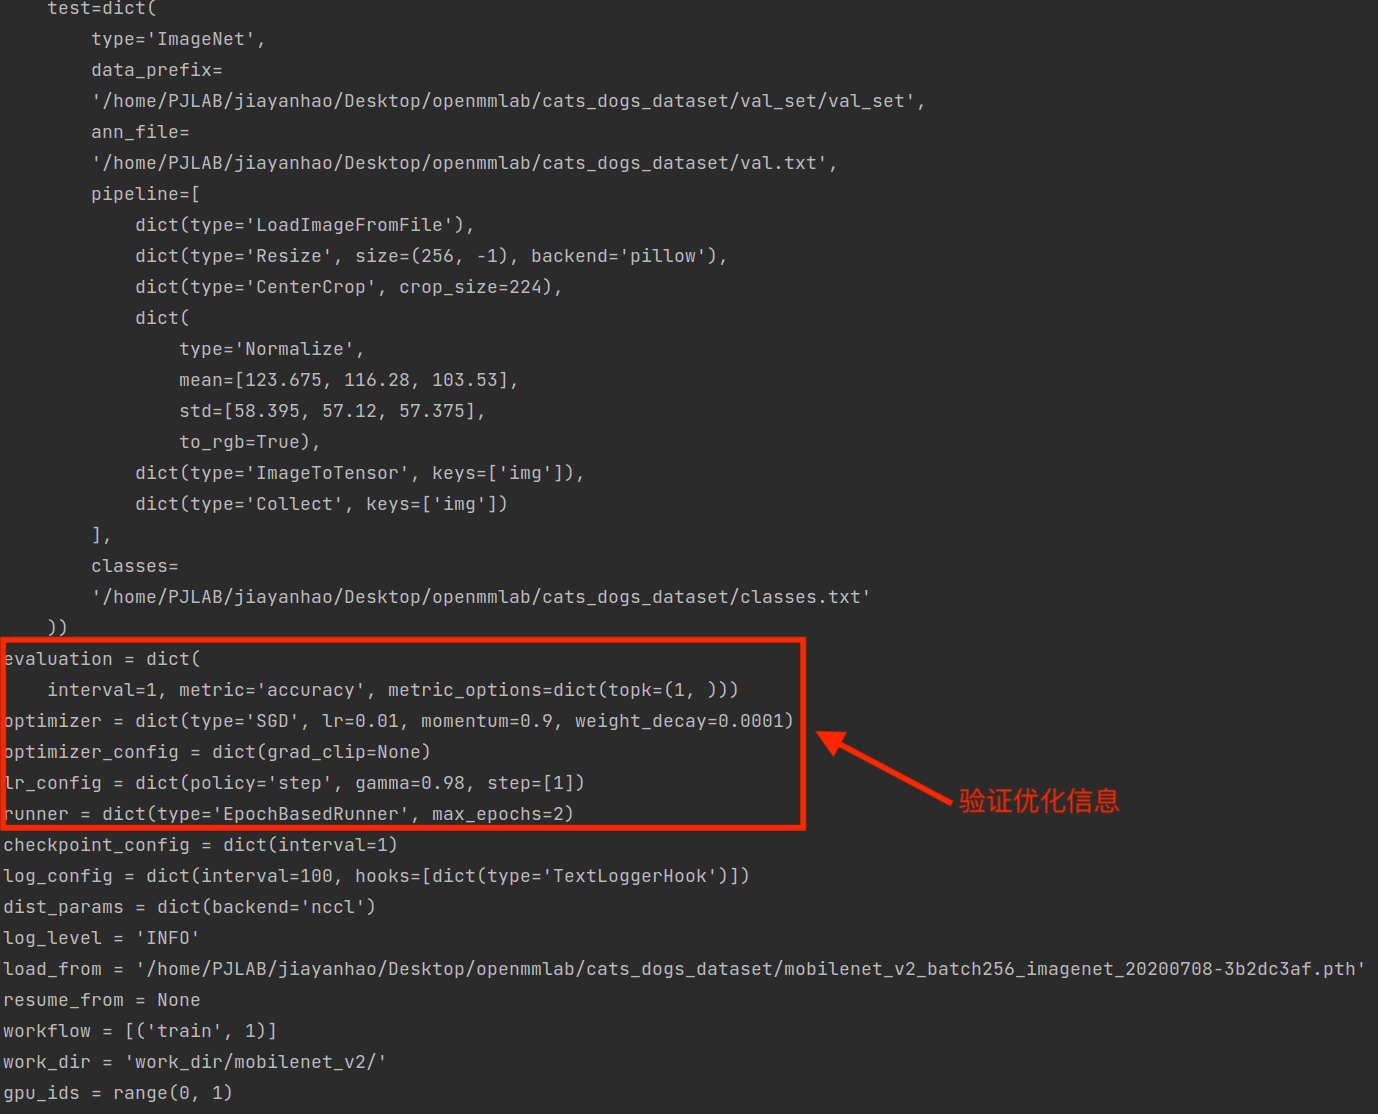 test=dict(
type='ImageNet',
data_prefix=
'/home/PJLAB/jiayanhao/Desktop/openmmlab/cats_dogs_dataset/val_set/val_set',
ann_file=
'/home/PJLAB/jiayanhao/Desktop/openmmlab/cats_dogs_dataset/val.txt',
pipeline=[
dict(type='LoadImageFromFile'),
dict(type='Resize', size=(256, -1), backend='pillow'),
dict(type='CenterCrop', crop_size=224),
dict(
type='Normalize',
mean=[123.675, 116.28, 103.53],
std=[58.395, 57.12, 57.375],
to_rgb=True),
dict(type='ImageToTensor', keys=['img']),
dict(type='Collect', keys=['img'])
],
classes=
'/home/PJLAB/jiayanhao/Desktop/openmmlab/cats_dogs_dataset/classes.txt'
))
evaluation = dict(
interval=1, metric='accuracy', metric_options=dict(topk=(1, )))
optimizer = dict(type='SGD', lr=0.01, momentum=0.9, weight_decay=0.0001)
optimizer_config = dict(grad_clip=None)
lr_config = dict(policy='step', gamma=0.98, step=[1])
验证优化信息
runner = dict(type='EpochBasedRunner', max_epochs=2)
checkpoint_config = dict(interval=1)
log_config = dict(interval=100, hooks=[dict(type='TextLoggerHook')])
dist_params = dict(backend='nccl')
log_level = 'INFO'
load_from = '/home/PJLAB/jiayanhao/Desktop/openmmlab/cats_dogs_dataset/mobilenet_v2_batch256_imagenet_20200708-3b2dc3af.pth'
resume_from = None
workflow = [('train', 1)]
work_dir = 'work_dir/mobilenet_v2/'
gpu_ids = range(0, 1)